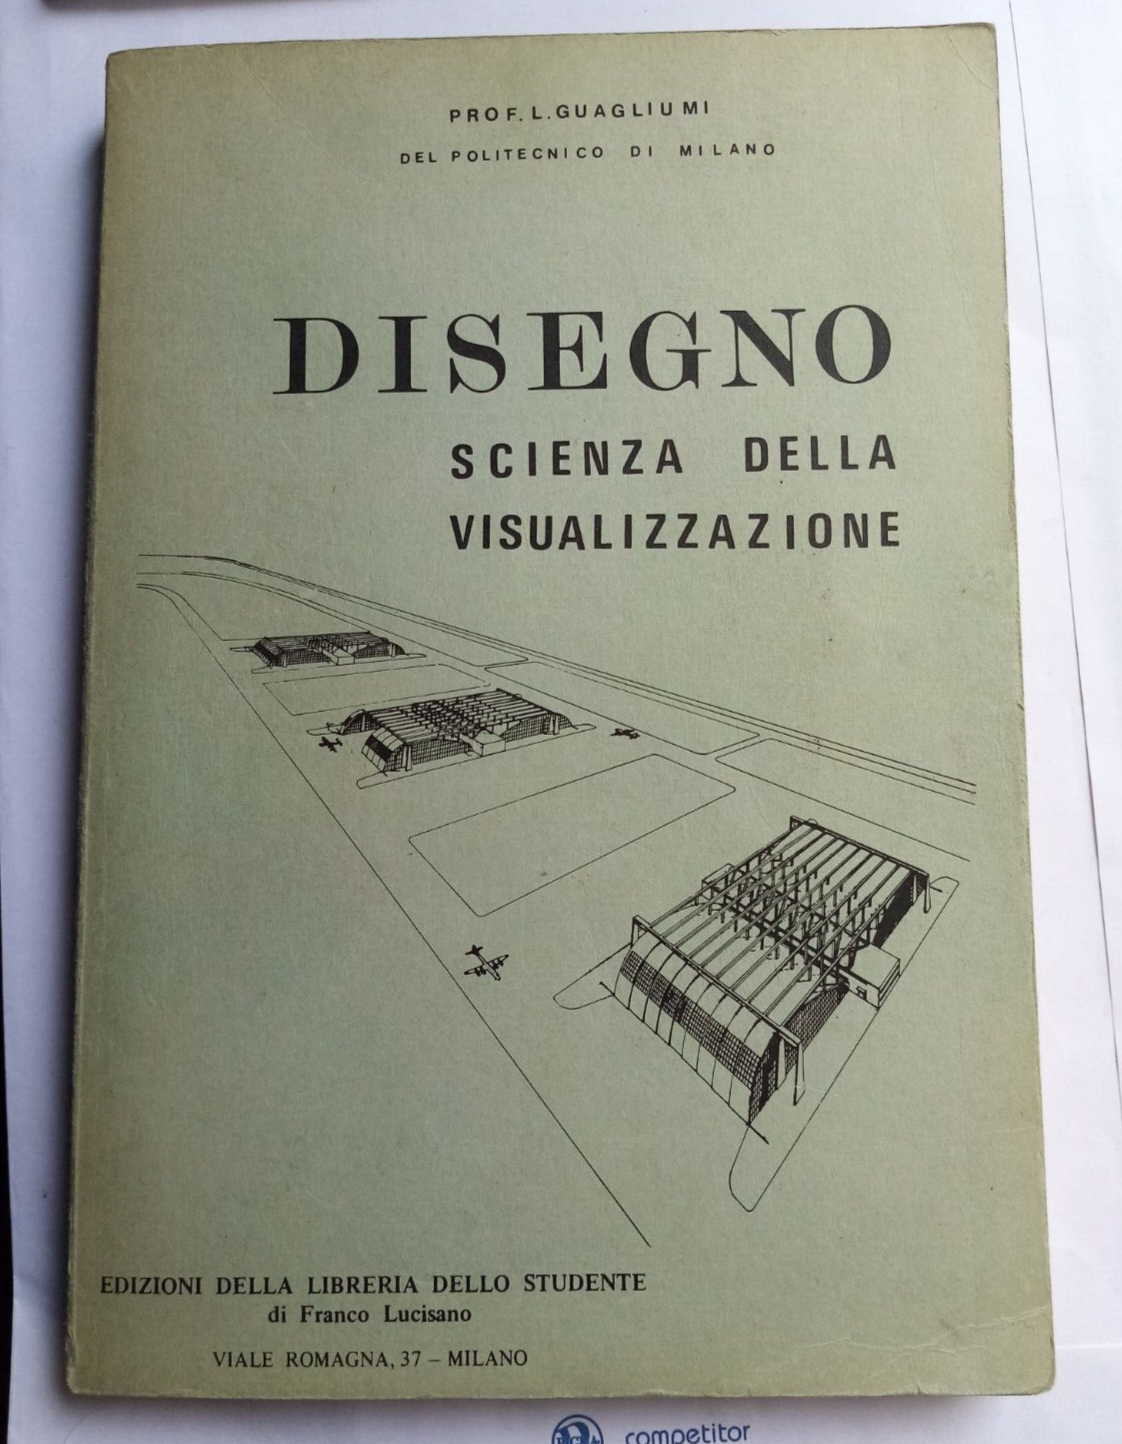 PROF. L. GUAGLIUMI
DEL POLITECNICO DI MILANO
DISEGNO
SCIENZA DELLA
VISUALIZZAZIONE
EDIZIONI DELLA LIBRERIA DELLO STUDENTE
di Franco Lucisano
VIALE ROMAGNA, 37 – MILANO
competitor